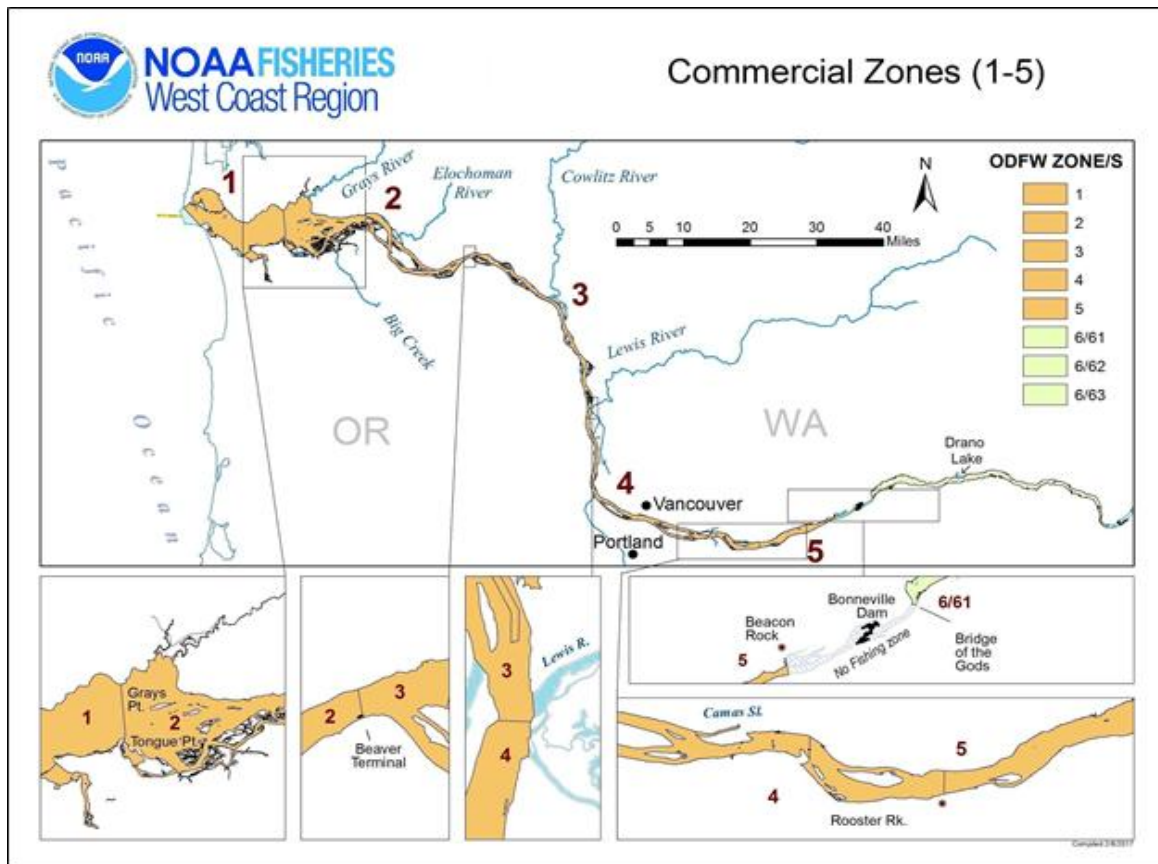 NOAA
NOAA FISHERIES
West Coast Region
Commercial Zones (1-5)
Pacific Ocean
1
Grays River
2
Elochoman
River
Cowlitz River
N
0 5 10 20 30 40
Miles
ODFW ZONE/S
1
2
3
4
5
6/61
6/62
6/63
3
Big Creek
Lewis River
OR
WA
Drano
Lake
4
Vancouver
Portland
5
1
Grays
Pt.
2
Tongue Pt.
2
3
Beaver
Terminal
3
Lewis R.
4
6/61
Bonneville
Dam
Beacon
Rock
Bridge
of the
Gods
No Fishing zone
5
Camas Sl.
5
4
Rooster Rk.